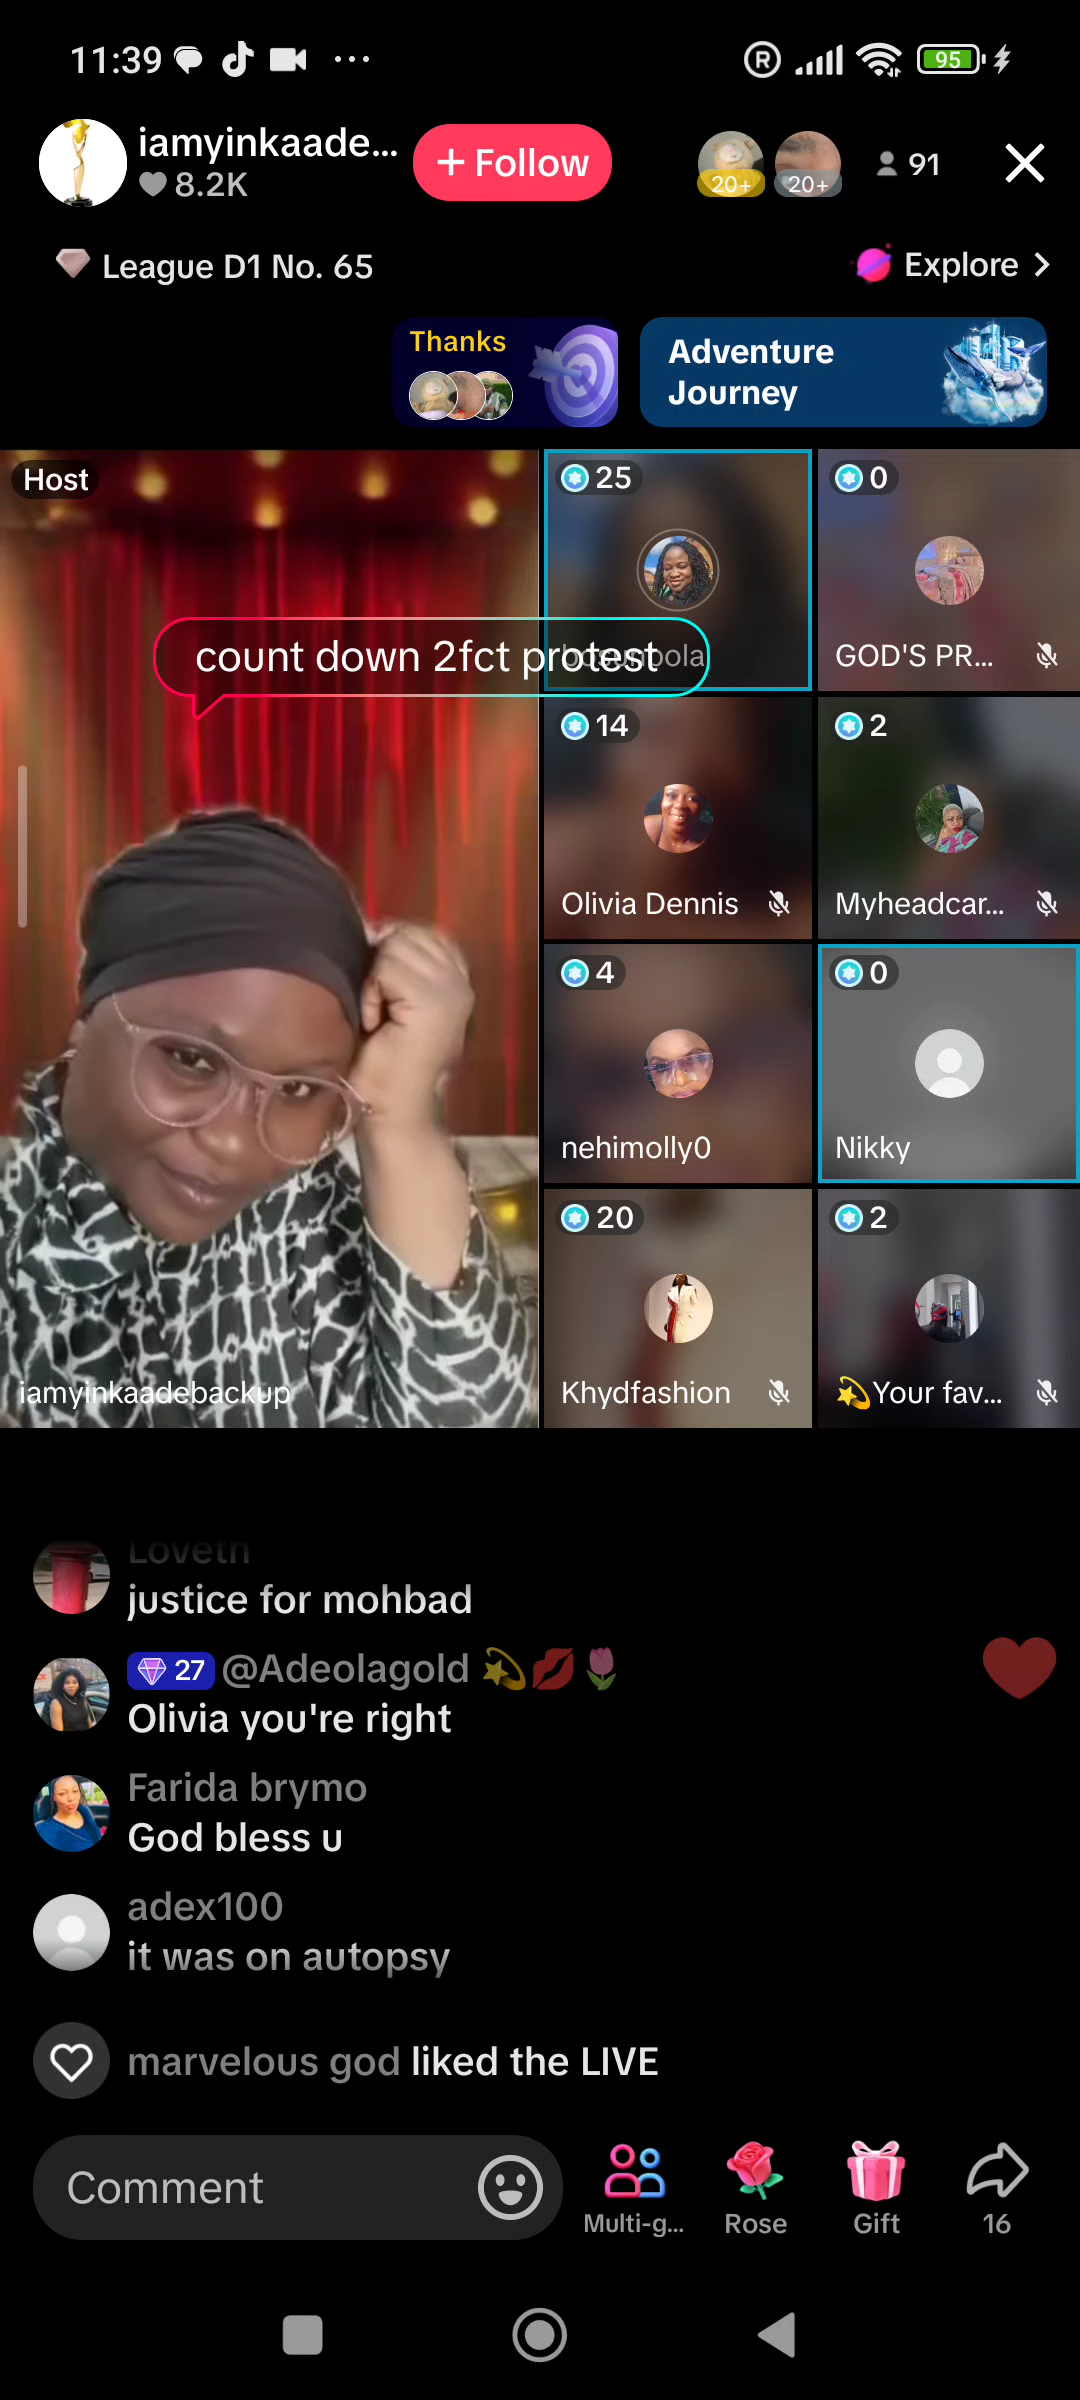 11:39
95
iamyinkaade...
8.2K
+ Follow
20+
20+
91
League D1 No. 65
Explore >
Thanks
Adventure
Journey
Host
25
0
count down 2fct protest
GOD'S PR...
14
2
Olivia Dennis
Myheadcar...
4
0
nehimolly0
Nikky
20
2
iamyinkaadebackup
Khydfashion
💫Your fav...
Loveth
justice for mohbad
27 @Adeolagold 💫💋🌷
Olivia you're right
Farida brymo
God bless u
adex100
it was on autopsy
marvelous god liked the LIVE
Comment
Multi-g...
Rose
Gift
16